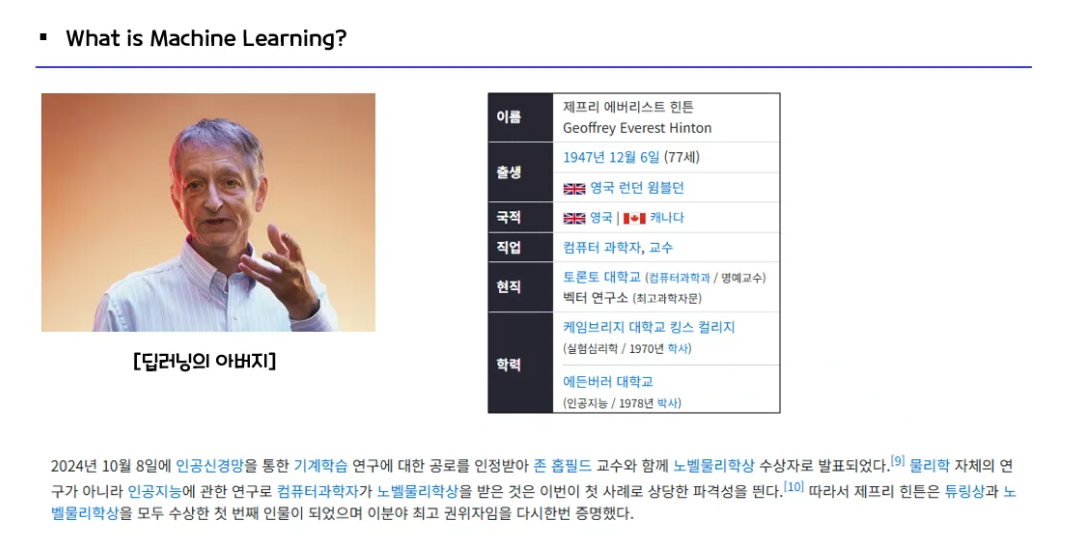 ▪ What is Machine Learning?
[딥러닝의 아버지]
이름
제프리 에버리스트 힌튼
Geoffrey Everest Hinton
출생
1947년 12월 6일 (77세)
영국 런던 윔블던
국적
영국 | 캐나다
직업
컴퓨터 과학자, 교수
현직
토론토 대학교 (컴퓨터과학과 / 명예교수)
벡터 연구소 (최고과학자문)
학력
케임브리지 대학교 킹스 컬리지
(실험심리학 / 1970년 학사)
에든버러 대학교
(인공지능 / 1978년 박사)
2024년 10월 8일에 인공신경망을 통한 기계학습 연구에 대한 공로를 인정받아 존 홉필드 교수와 함께 노벨물리학상 수상자로 발표되었다.[9] 물리학 자체의 연
구가 아니라 인공지능에 관한 연구로 컴퓨터과학자가 노벨물리학상을 받은 것은 이번이 첫 사례로 상당한 파격성을 띈다.[10] 따라서 제프리 힌튼은 튜링상과 노
벨물리학상을 모두 수상한 첫 번째 인물이 되었으며 이분야 최고 권위자임을 다시한번 증명했다.